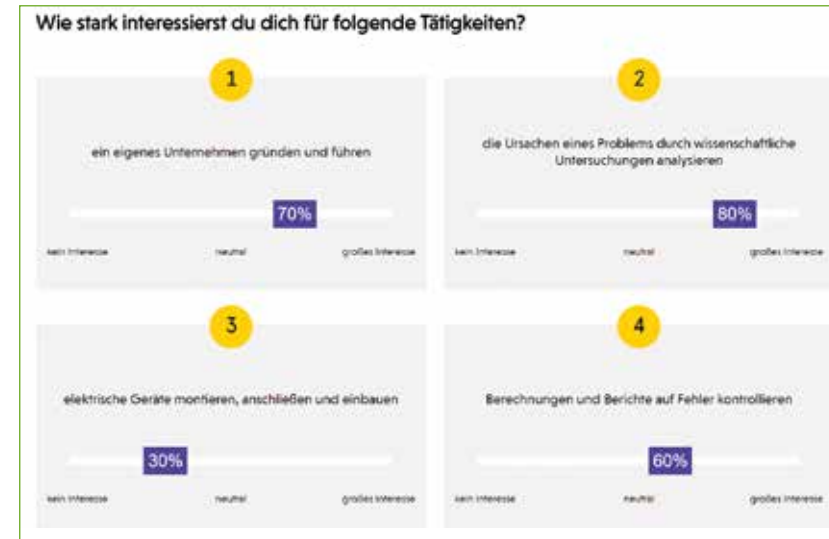 Wie stark interessierst du dich für folgende Tätigkeiten?
1
ein eigenes Unternehmen gründen und führen
70%
kein Interesse neutral großes Interesse
2
die Ursachen eines Problems durch wissenschaftliche
Untersuchungen analysieren
80%
kein Interesse neutral großes Interesse
3
elektrische Geräte montieren, anschließen und einbauen
30%
kein Interesse neutral großes Interesse
4
Berechnungen und Berichte auf Fehler kontrollieren
60%
kein Interesse neutral großes Interesse